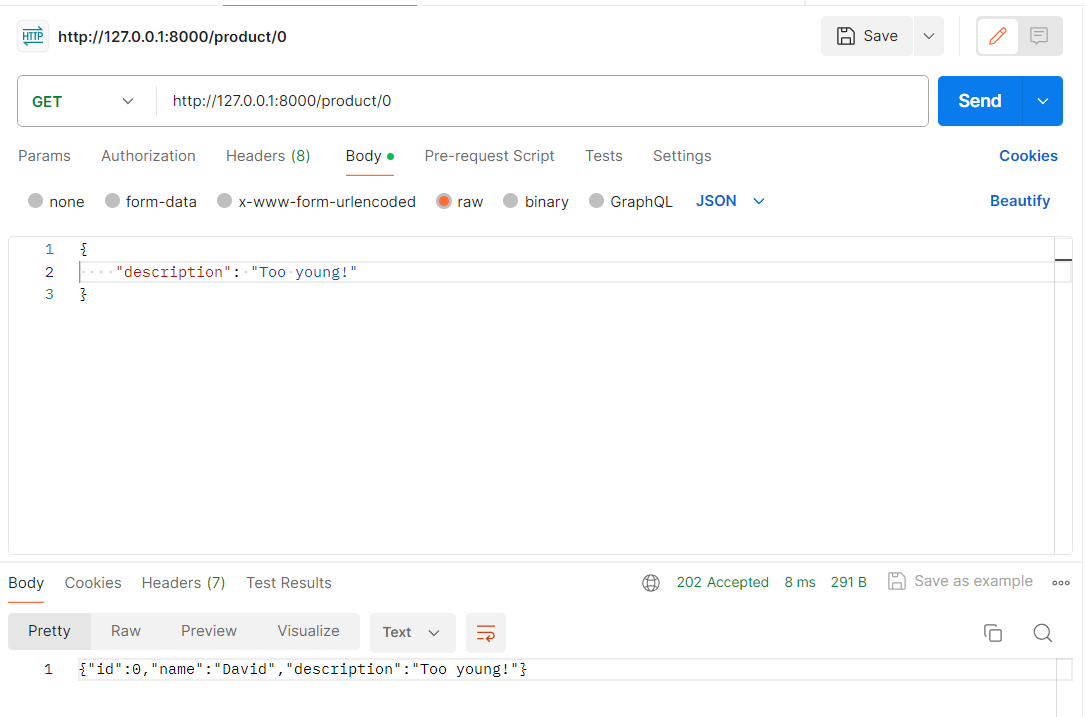 HTTP http://127.0.0.1:8000/product/0 Save
GET http://127.0.0.1:8000/product/0 Send
Params Authorization Headers (8) Body Pre-request Script Tests Settings Cookies
none form-data x-www-form-urlencoded raw binary GraphQL JSON Beautify
1 {
2 "description": "Too young!"
3 }
Body Cookies Headers (7) Test Results 202 Accepted 8 ms 291 B Save as example
Pretty Raw Preview Visualize Text
1 {"id":0,"name":"David","description":"Too young!"}